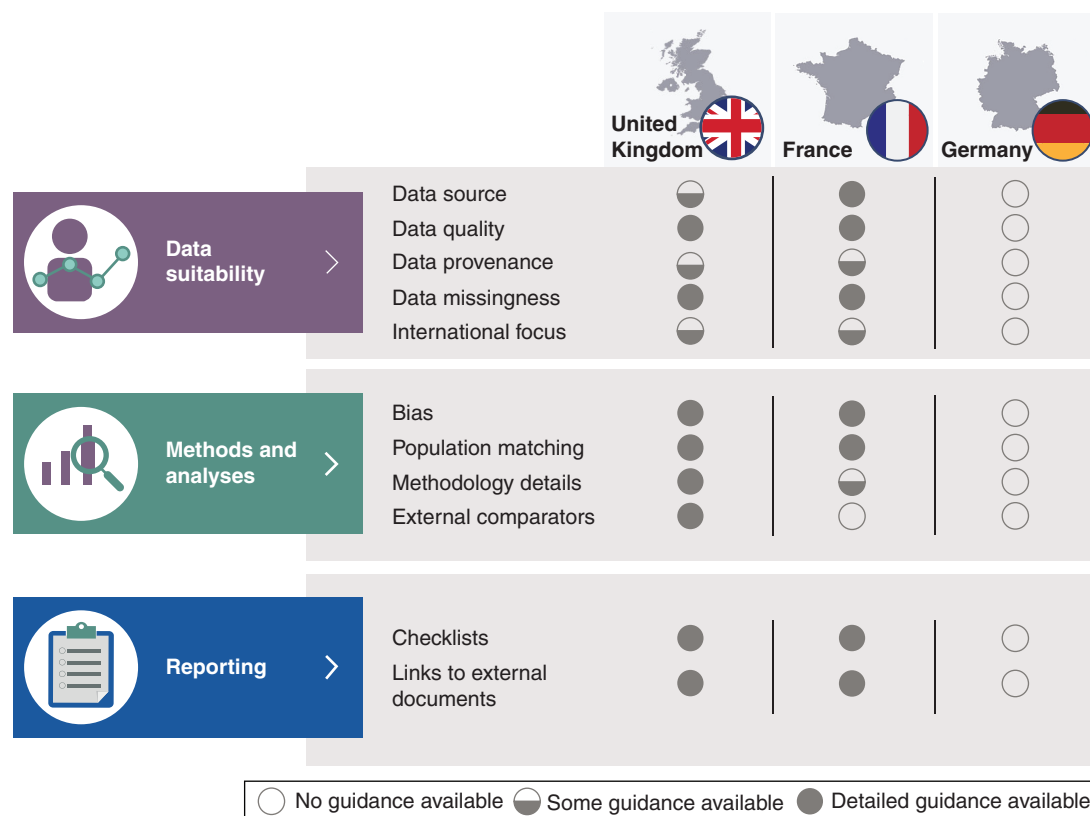 United
Kingdom
France
Germany
Data
suitability
Data source
Data quality
Data provenance
Data missingness
International focus
Methods and
analyses
Bias
Population matching
Methodology details
External comparators
Reporting
Checklists
Links to external
documents
No guidance available
Some guidance available
Detailed guidance available